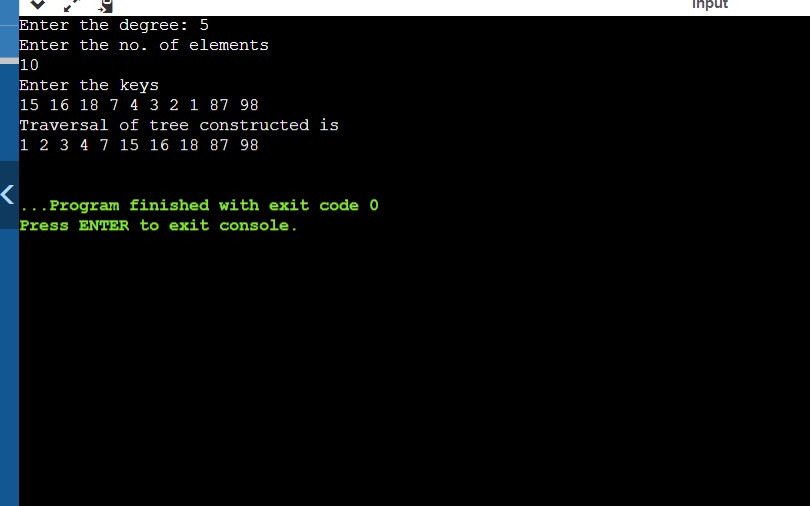 input
Enter the degree: 5
Enter the no. of elements
10
Enter the keys
15 16 18 7 4 3 2 1 87 98
Traversal of tree constructed is
1 2 3 4 7 15 16 18 87 98
...Program finished with exit code 0
Press ENTER to exit console.